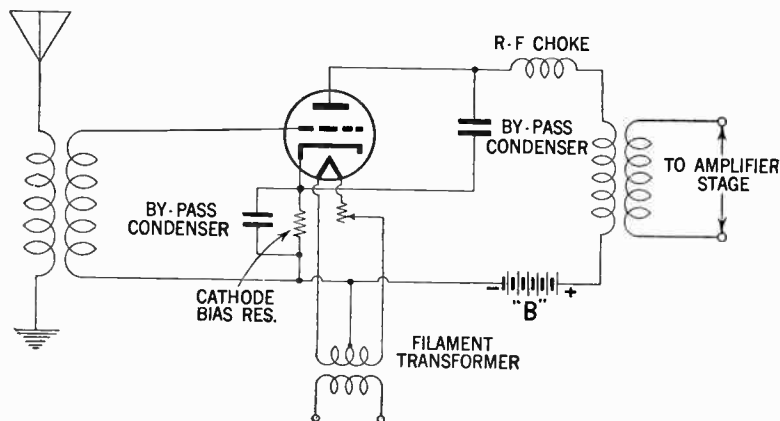 R-F CHOKE
BY-PASS
CONDENSER
TO AMPLIFIER
STAGE
BY-PASS
CONDENSER
CATHODE
BIAS RES.
- "B" +
FILAMENT
TRANSFORMER